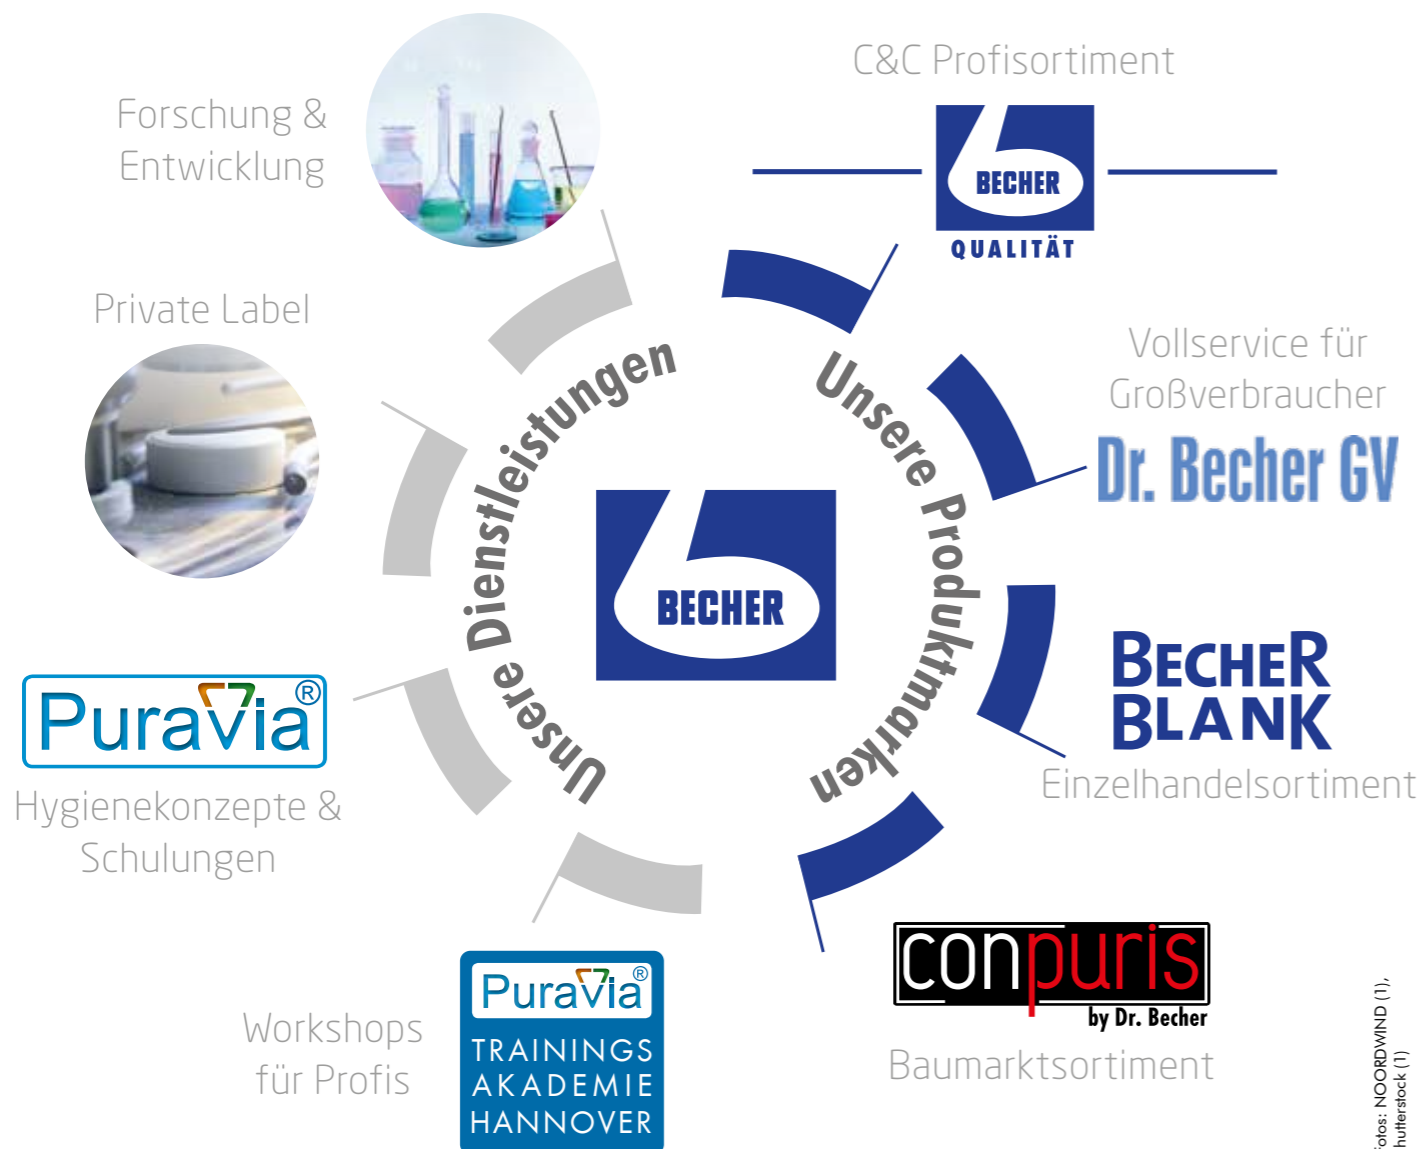 Forschung &
Entwicklung
Private Label
Puravia®
Hygienekonzepte &
Schulungen
Workshops
für Profis
Puravia®
TRAININGS
AKADEMIE
HANNOVER
Unsere Dienstleistungen
BECHER
Unsere Produktmarken
C&C Profisortiment
BECHER
QUALITÄT
Vollservice für
Großverbraucher
Dr. Becher GV
BECHER
BLANK
Einzelhandelsortiment
conpuris
by Dr. Becher
Baumarktsortiment
Fotos: NOORDWIND (1),
hutterstock (1)